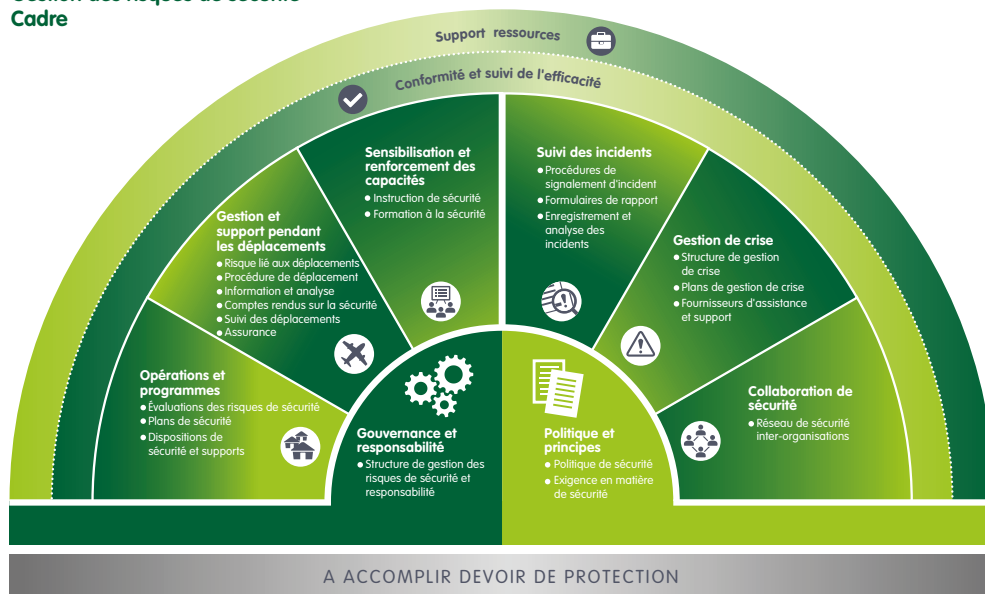 Gestion des risques de sécurité
Cadre
Support ressources
Conformité et suivi de l'efficacité
Opérations et
programmes
• Évaluations des risques de sécurité
• Plans de sécurité
• Dispositions de
sécurité et supports
Gestion et
support pendant
les déplacements
• Risque lié aux déplacements
• Procédure de déplacement
• Information et analyse
• Comptes rendus sur la sécurité
• Suivi des déplacements
• Assurance
Sensibilisation et
renforcement des
capacités
• Instruction de sécurité
• Formation à la sécurité
Suivi des incidents
• Procédures de
signalement d'incident
• Formulaires de rapport
• Enregistrement et
analyse des
incidents
Gestion de crise
• Structure de gestion
de crise
• Plans de gestion de crise
• Fournisseurs d'assistance
et support
Collaboration de
sécurité
• Réseau de sécurité
inter-organisations
Gouvernance et
responsabilité
• Structure de gestion des
risques de sécurité et
responsabilité
Politique et
principes
• Politique de sécurité
• Exigence en matière
de sécurité
A ACCOMPLIR DEVOIR DE PROTECTION